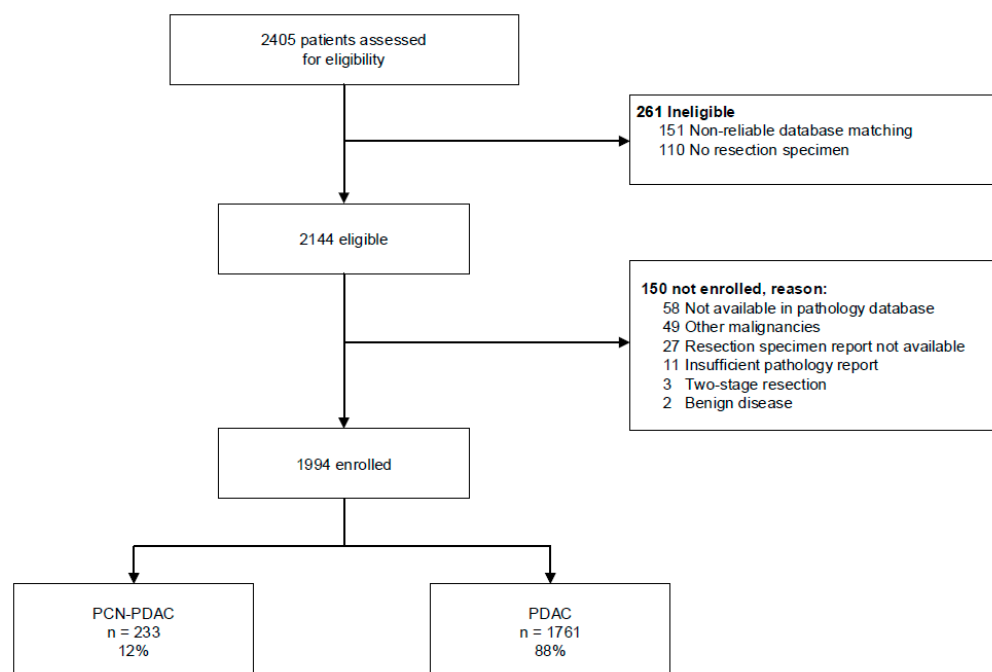 2405 patients assessed
for eligibility
261 Ineligible
151 Non-reliable database matching
110 No resection specimen
2144 eligible
150 not enrolled, reason:
58 Not available in pathology database
49 Other malignancies
27 Resection specimen report not available
11 Insufficient pathology report
3 Two-stage resection
2 Benign disease
1994 enrolled
PCN-PDAC
n = 233
12%
PDAC
n = 1761
88%